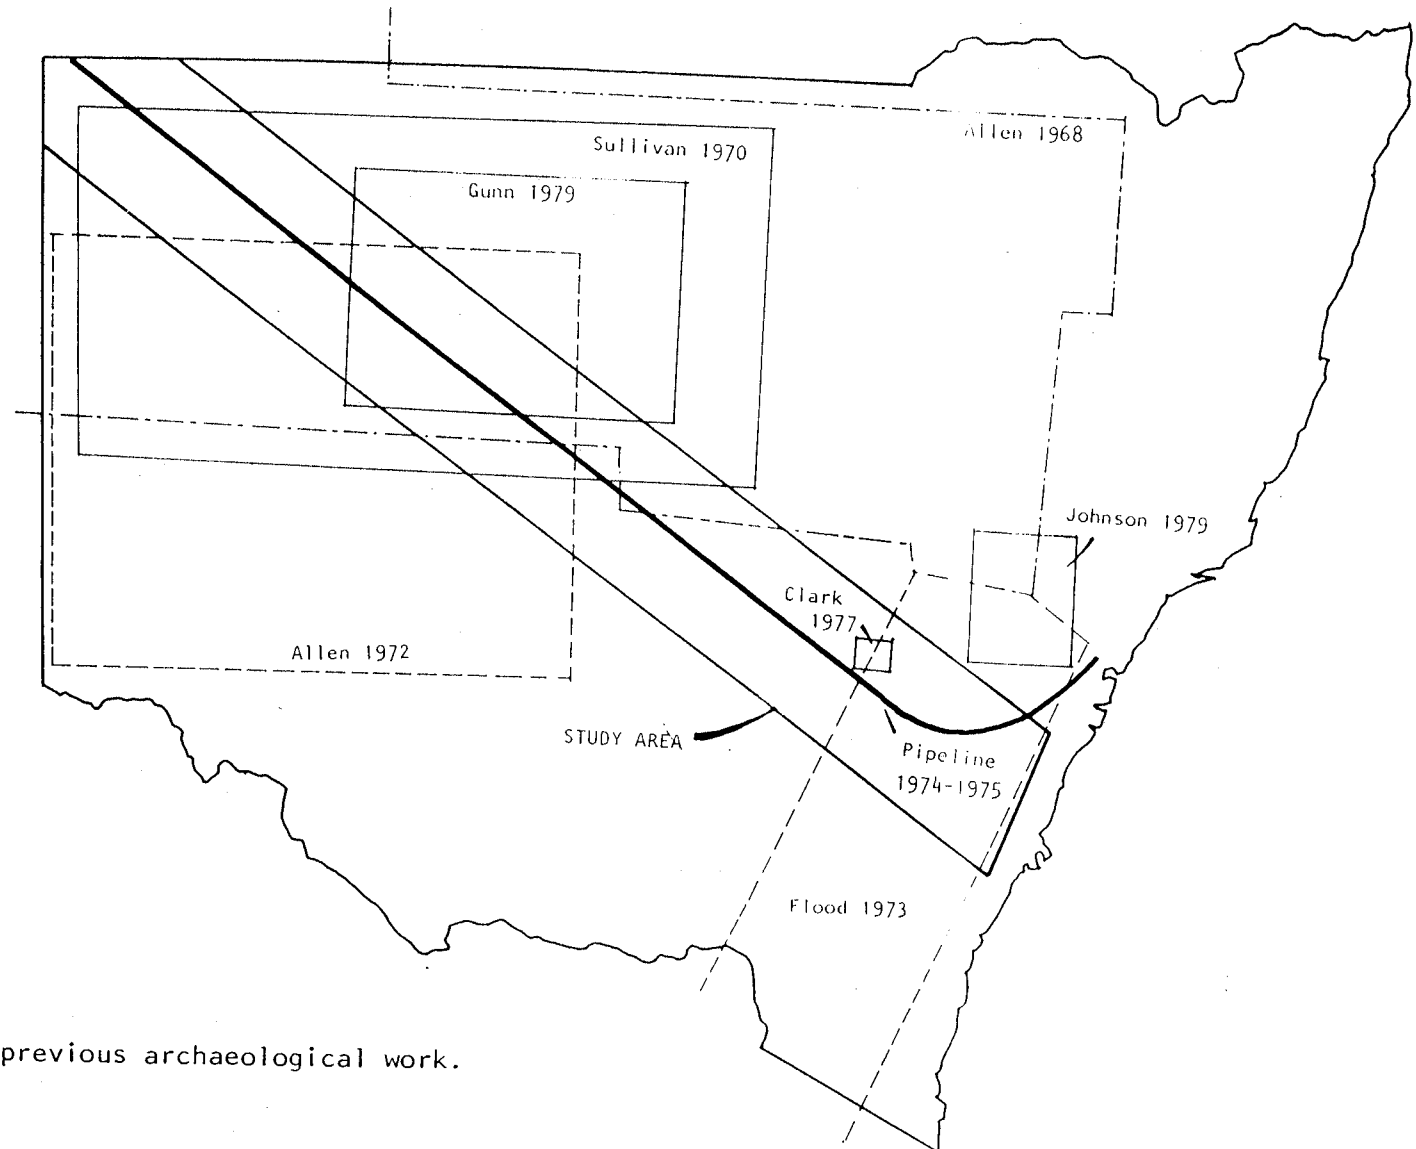 Allen 1968
Sullivan 1970
Gunn 1979
Johnson 1979
Clark
1977
Allen 1972
STUDY AREA
Pipeline
1974-1975
Flood 1973
previous archaeological work.